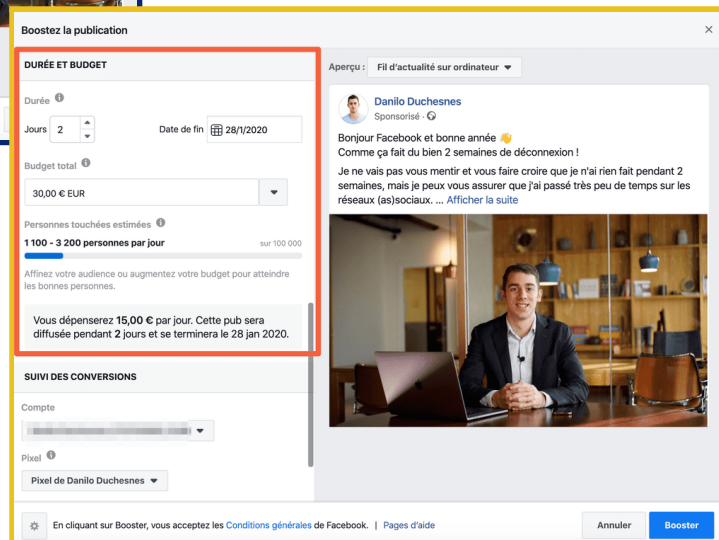 Boostez la publication
×
DURÉE ET BUDGET
Durée
Jours 2
Date de fin 28/1/2020
Budget total
30,00 € EUR
Personnes touchées estimées
1 100 - 3 200 personnes par jour
sur 100 000
Affinez votre audience ou augmentez votre budget pour atteindre
les bonnes personnes.
Vous dépenserez 15,00 € par jour. Cette pub sera
diffusée pendant 2 jours et se terminera le 28 jan 2020.
SUIVI DES CONVERSIONS
Compte
Pixel
Pixel de Danilo Duchesnes
Aperçu : Fil d'actualité sur ordinateur
Danilo Duchesnes
Sponsorisé ·
Bonjour Facebook et bonne année 👋
Comme ça fait du bien 2 semaines de déconnexion !
Je ne vais pas vous mentir et vous faire croire que je n'ai rien fait pendant 2
semaines, mais je peux vous assurer que j'ai passé très peu de temps sur les
réseaux (as)sociaux. ... Afficher la suite
En cliquant sur Booster, vous acceptez les Conditions générales de Facebook. | Pages d'aide
Annuler
Booster